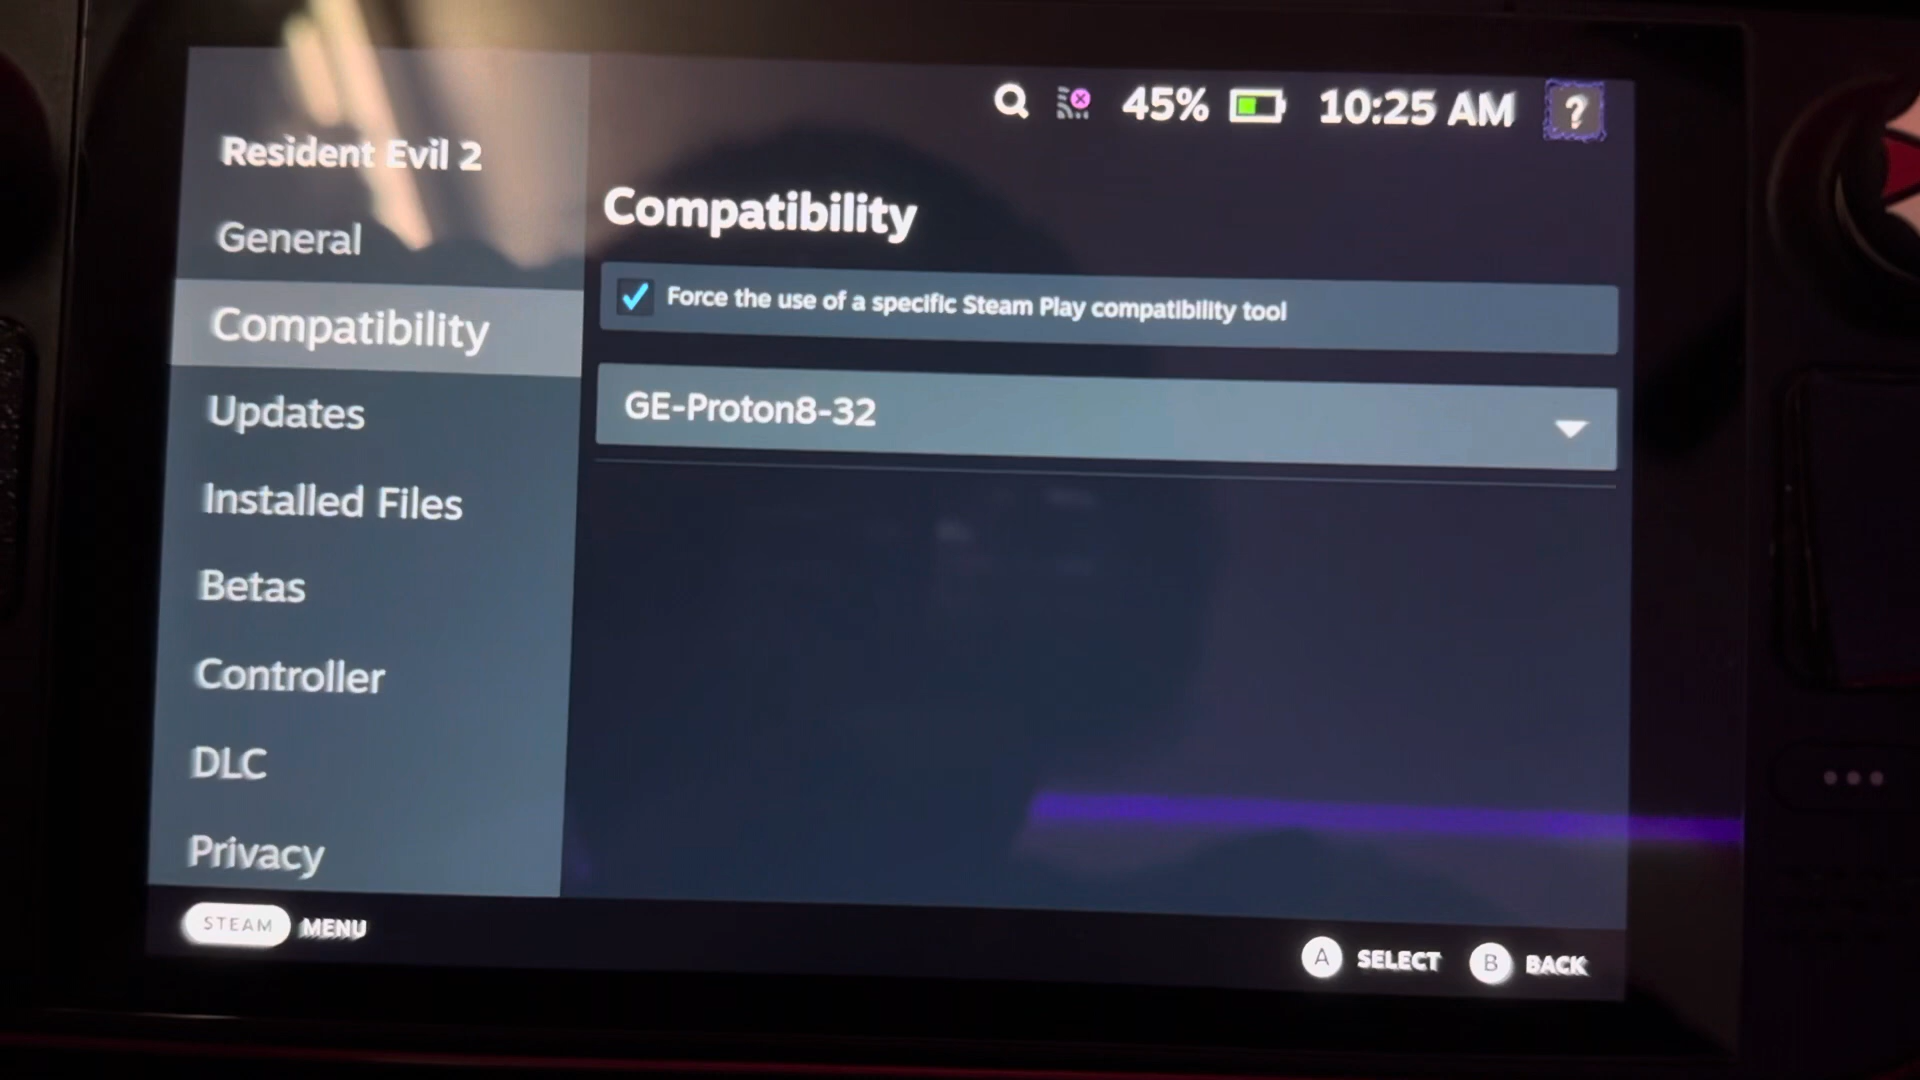 45%
10:25 AM
?
Resident Evil 2
General
Compatibility
Updates
Installed Files
Betas
Controller
DLC
Privacy
Compatibility
Force the use of a specific Steam Play compatibility tool
GE-Proton8-32
STEAM MENU
A SELECT B BACK